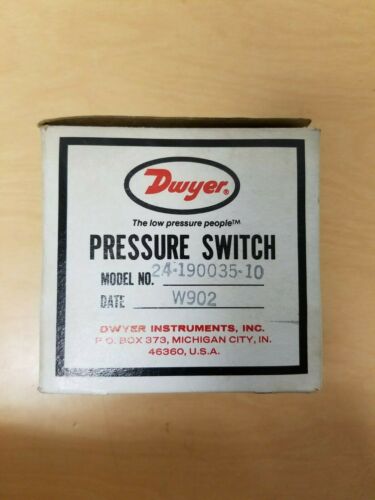 Dwyer®
The low pressure people™
PRESSURE SWITCH
MODEL NO. 24-190035-10
DATE W902
DWYER INSTRUMENTS, INC.
P.O. BOX 373, MICHIGAN CITY, IN.
46360, U.S.A.